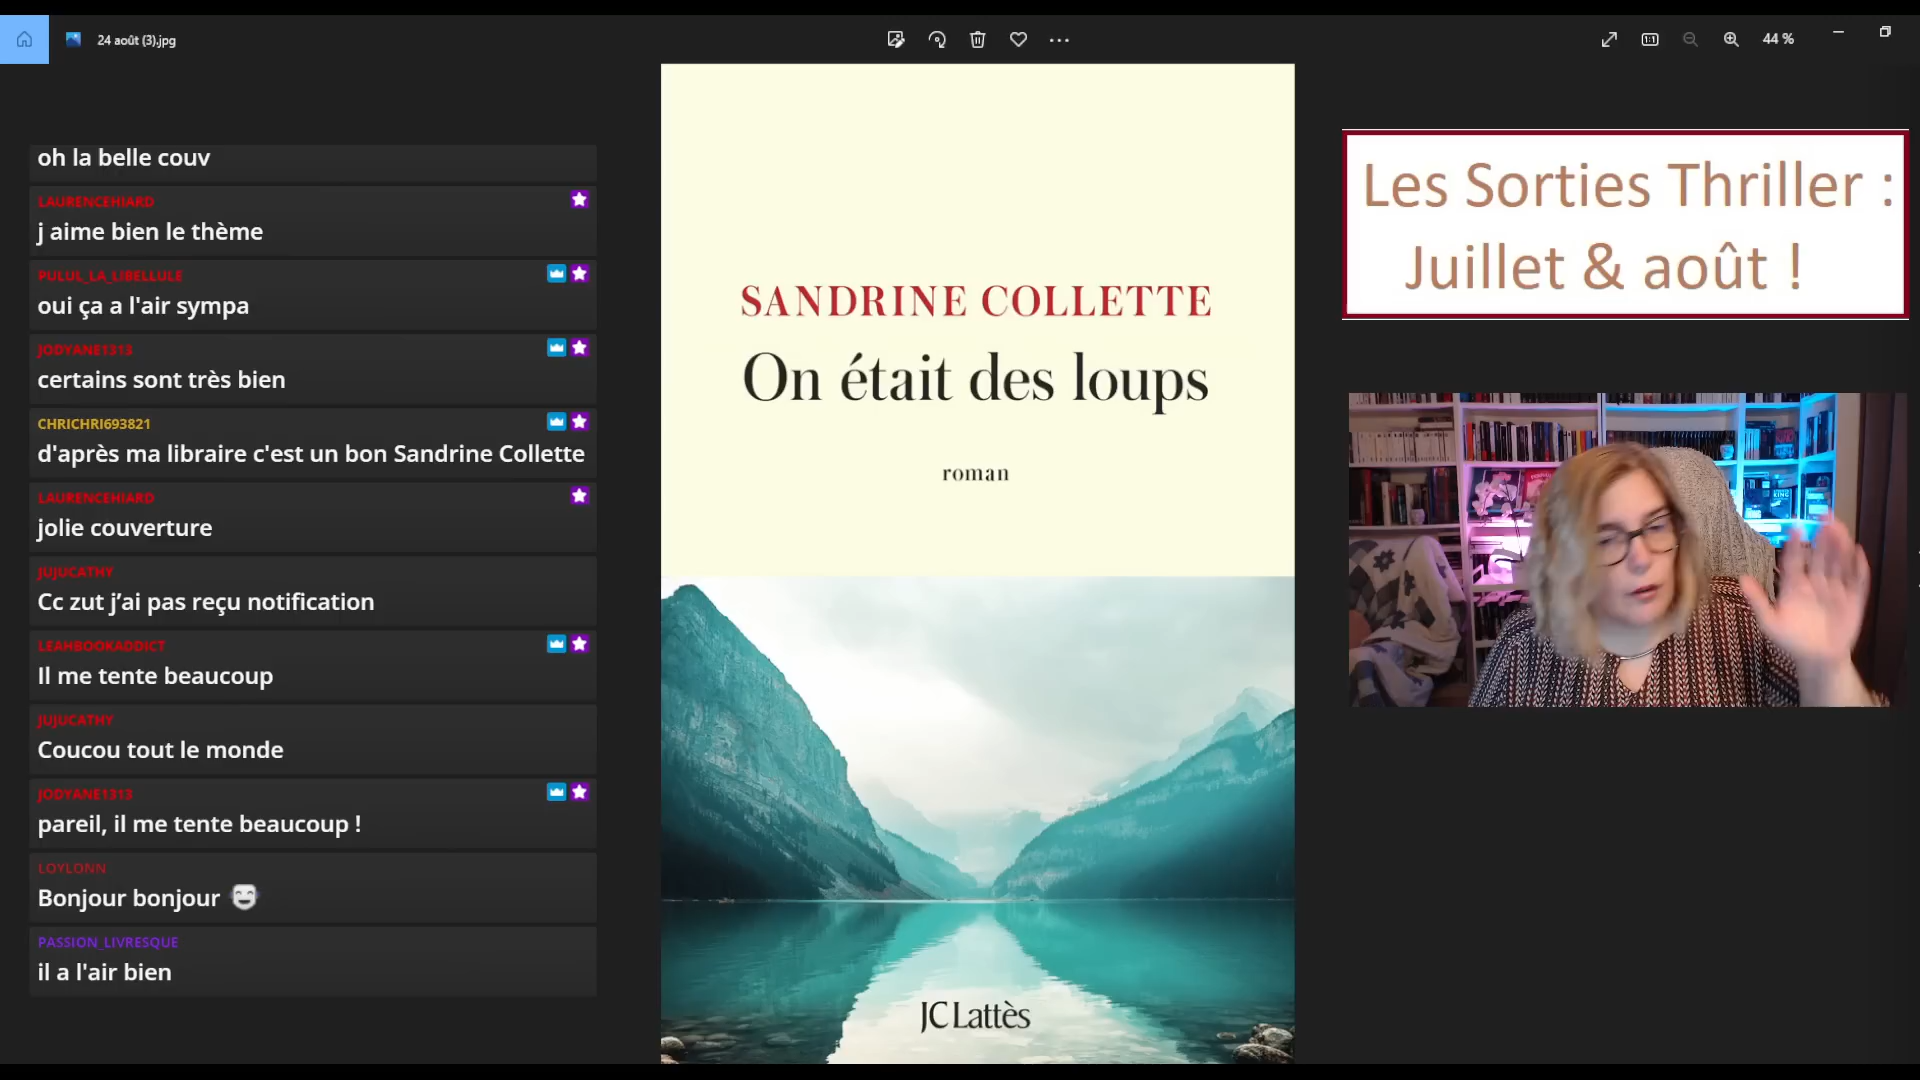 24 août (3).jpg
44 %
oh la belle couv
LAURENCEHIARD
j aime bien le thème
PULUL_LA_LIBELLULE
oui ça a l'air sympa
JODYANE1313
certains sont très bien
CHRICHRI693821
d'après ma libraire c'est un bon Sandrine Collette
LAURENCEHIARD
jolie couverture
JUJUCATHY
Cc zut j’ai pas reçu notification
LEAHBOOKADDICT
Il me tente beaucoup
JUJUCATHY
Coucou tout le monde
JODYANE1313
pareil, il me tente beaucoup !
LOYLONN
Bonjour bonjour
PASSION_LIVRESQUE
il a l'air bien
SANDRINE COLLETTE
On était des loups
roman
JC Lattès
Les Sorties Thriller :
Juillet & août !
KING